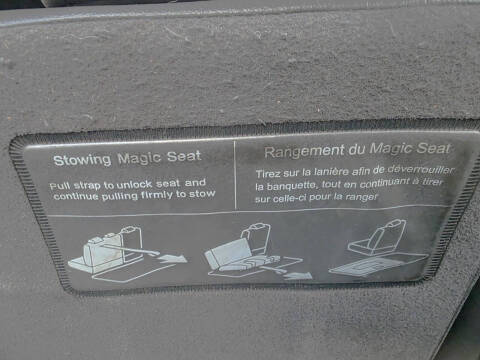 Stowing Magic Seat
Pull strap to unlock seat and
continue pulling firmly to stow
Rangement du Magic Seat
Tirez sur la lanière afin de déverrouiller
la banquette, tout en continuant à tirer
sur celle-ci pour la ranger